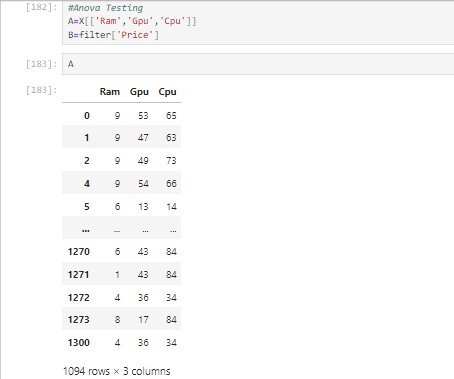 [182]: #Anova Testing
A=X[['Ram','Gpu','Cpu']]
B=filter['Price']
[183]: A
[183]: Ram Gpu Cpu
0 9 53 65
1 9 47 63
2 9 49 73
4 9 54 66
5 6 13 14
... ... ... ...
1270 6 43 84
1271 1 43 84
1272 4 36 34
1273 8 17 84
1300 4 36 34
1094 rows × 3 columns